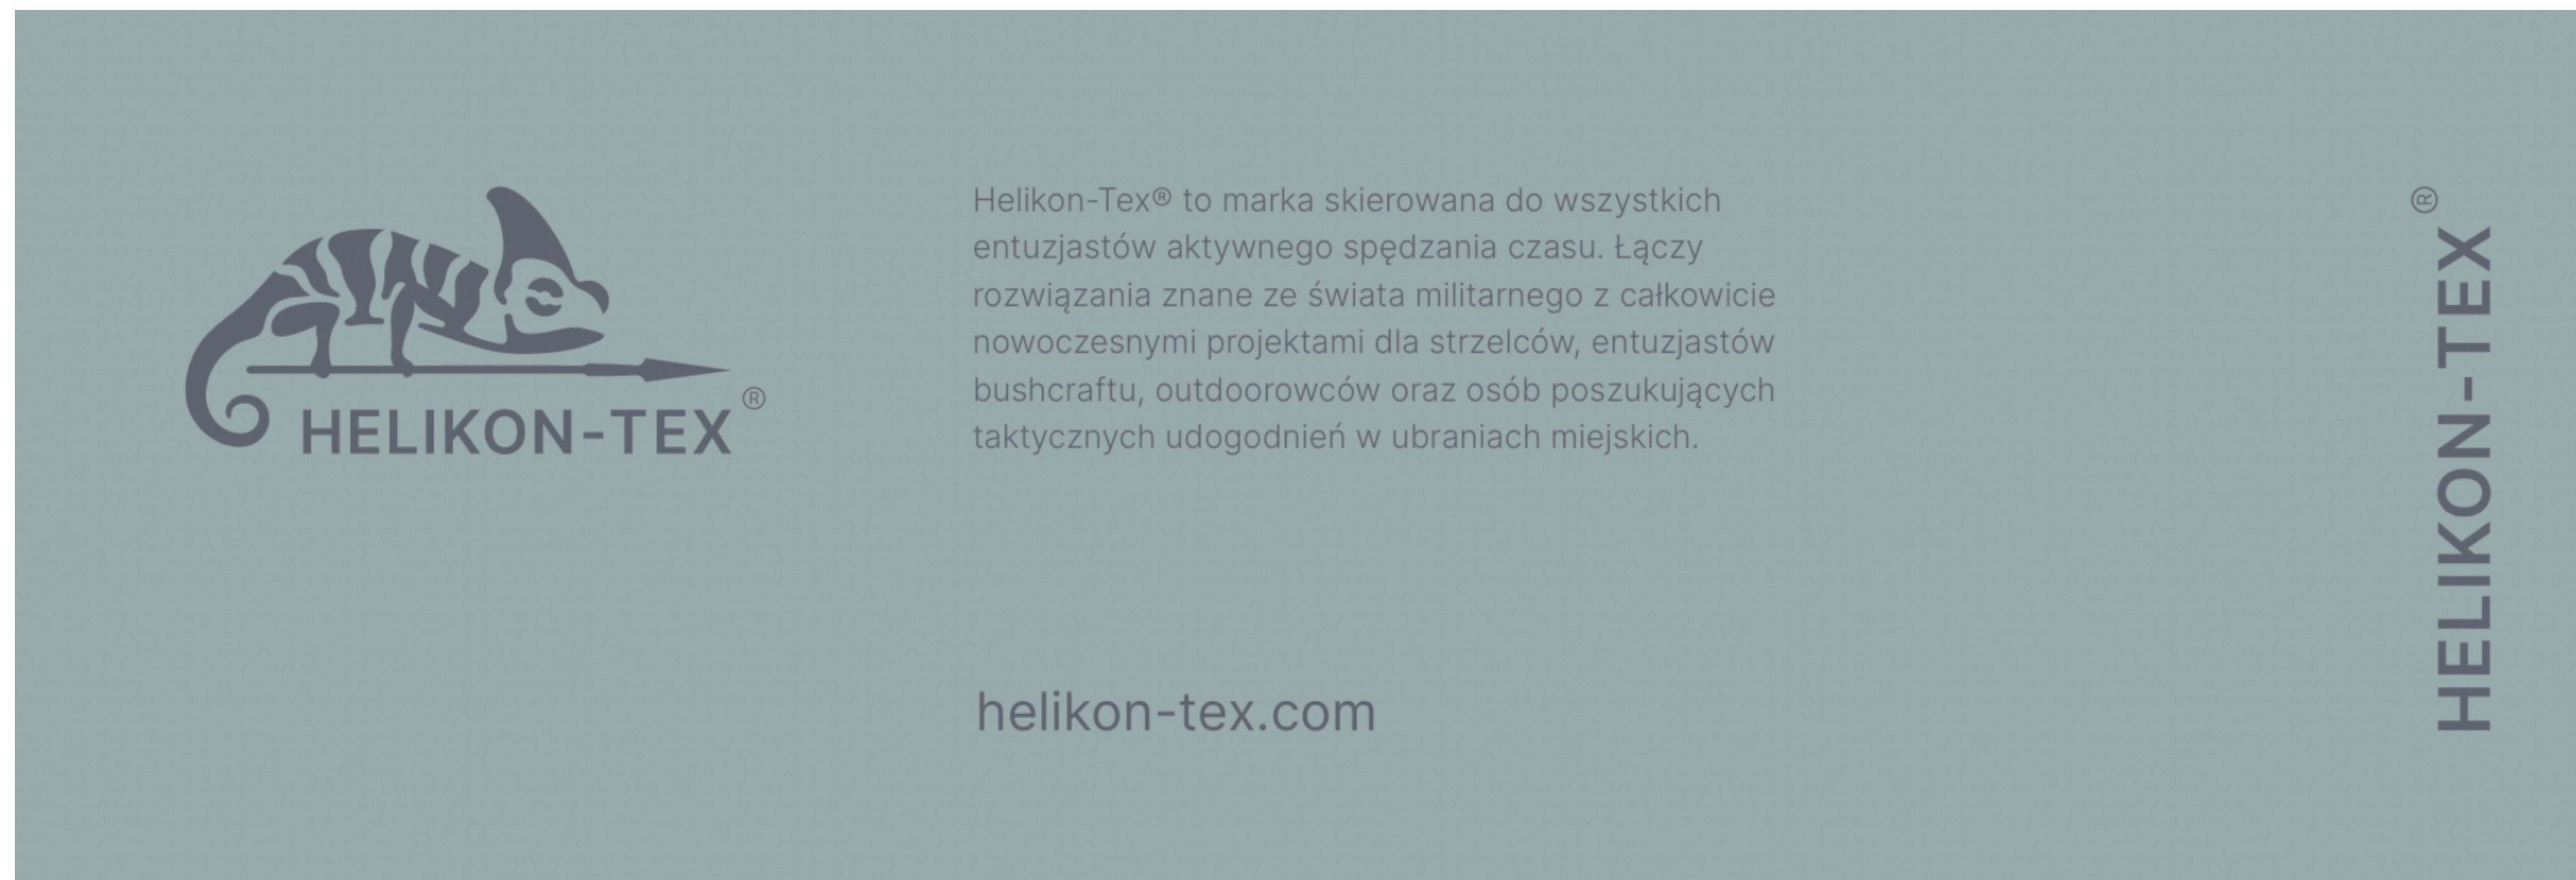 HELIKON-TEX®
Helikon-Tex® to marka skierowana do wszystkich
entuzjastów aktywnego spędzania czasu. Łączy
rozwiązania znane ze świata militarnego z całkowicie
nowoczesnymi projektami dla strzelców, entuzjastów
bushcraftu, outdoorowców oraz osób poszukujących
taktycznych udogodnień w ubraniach miejskich.
helikon-tex.com
HELIKON-TEX®